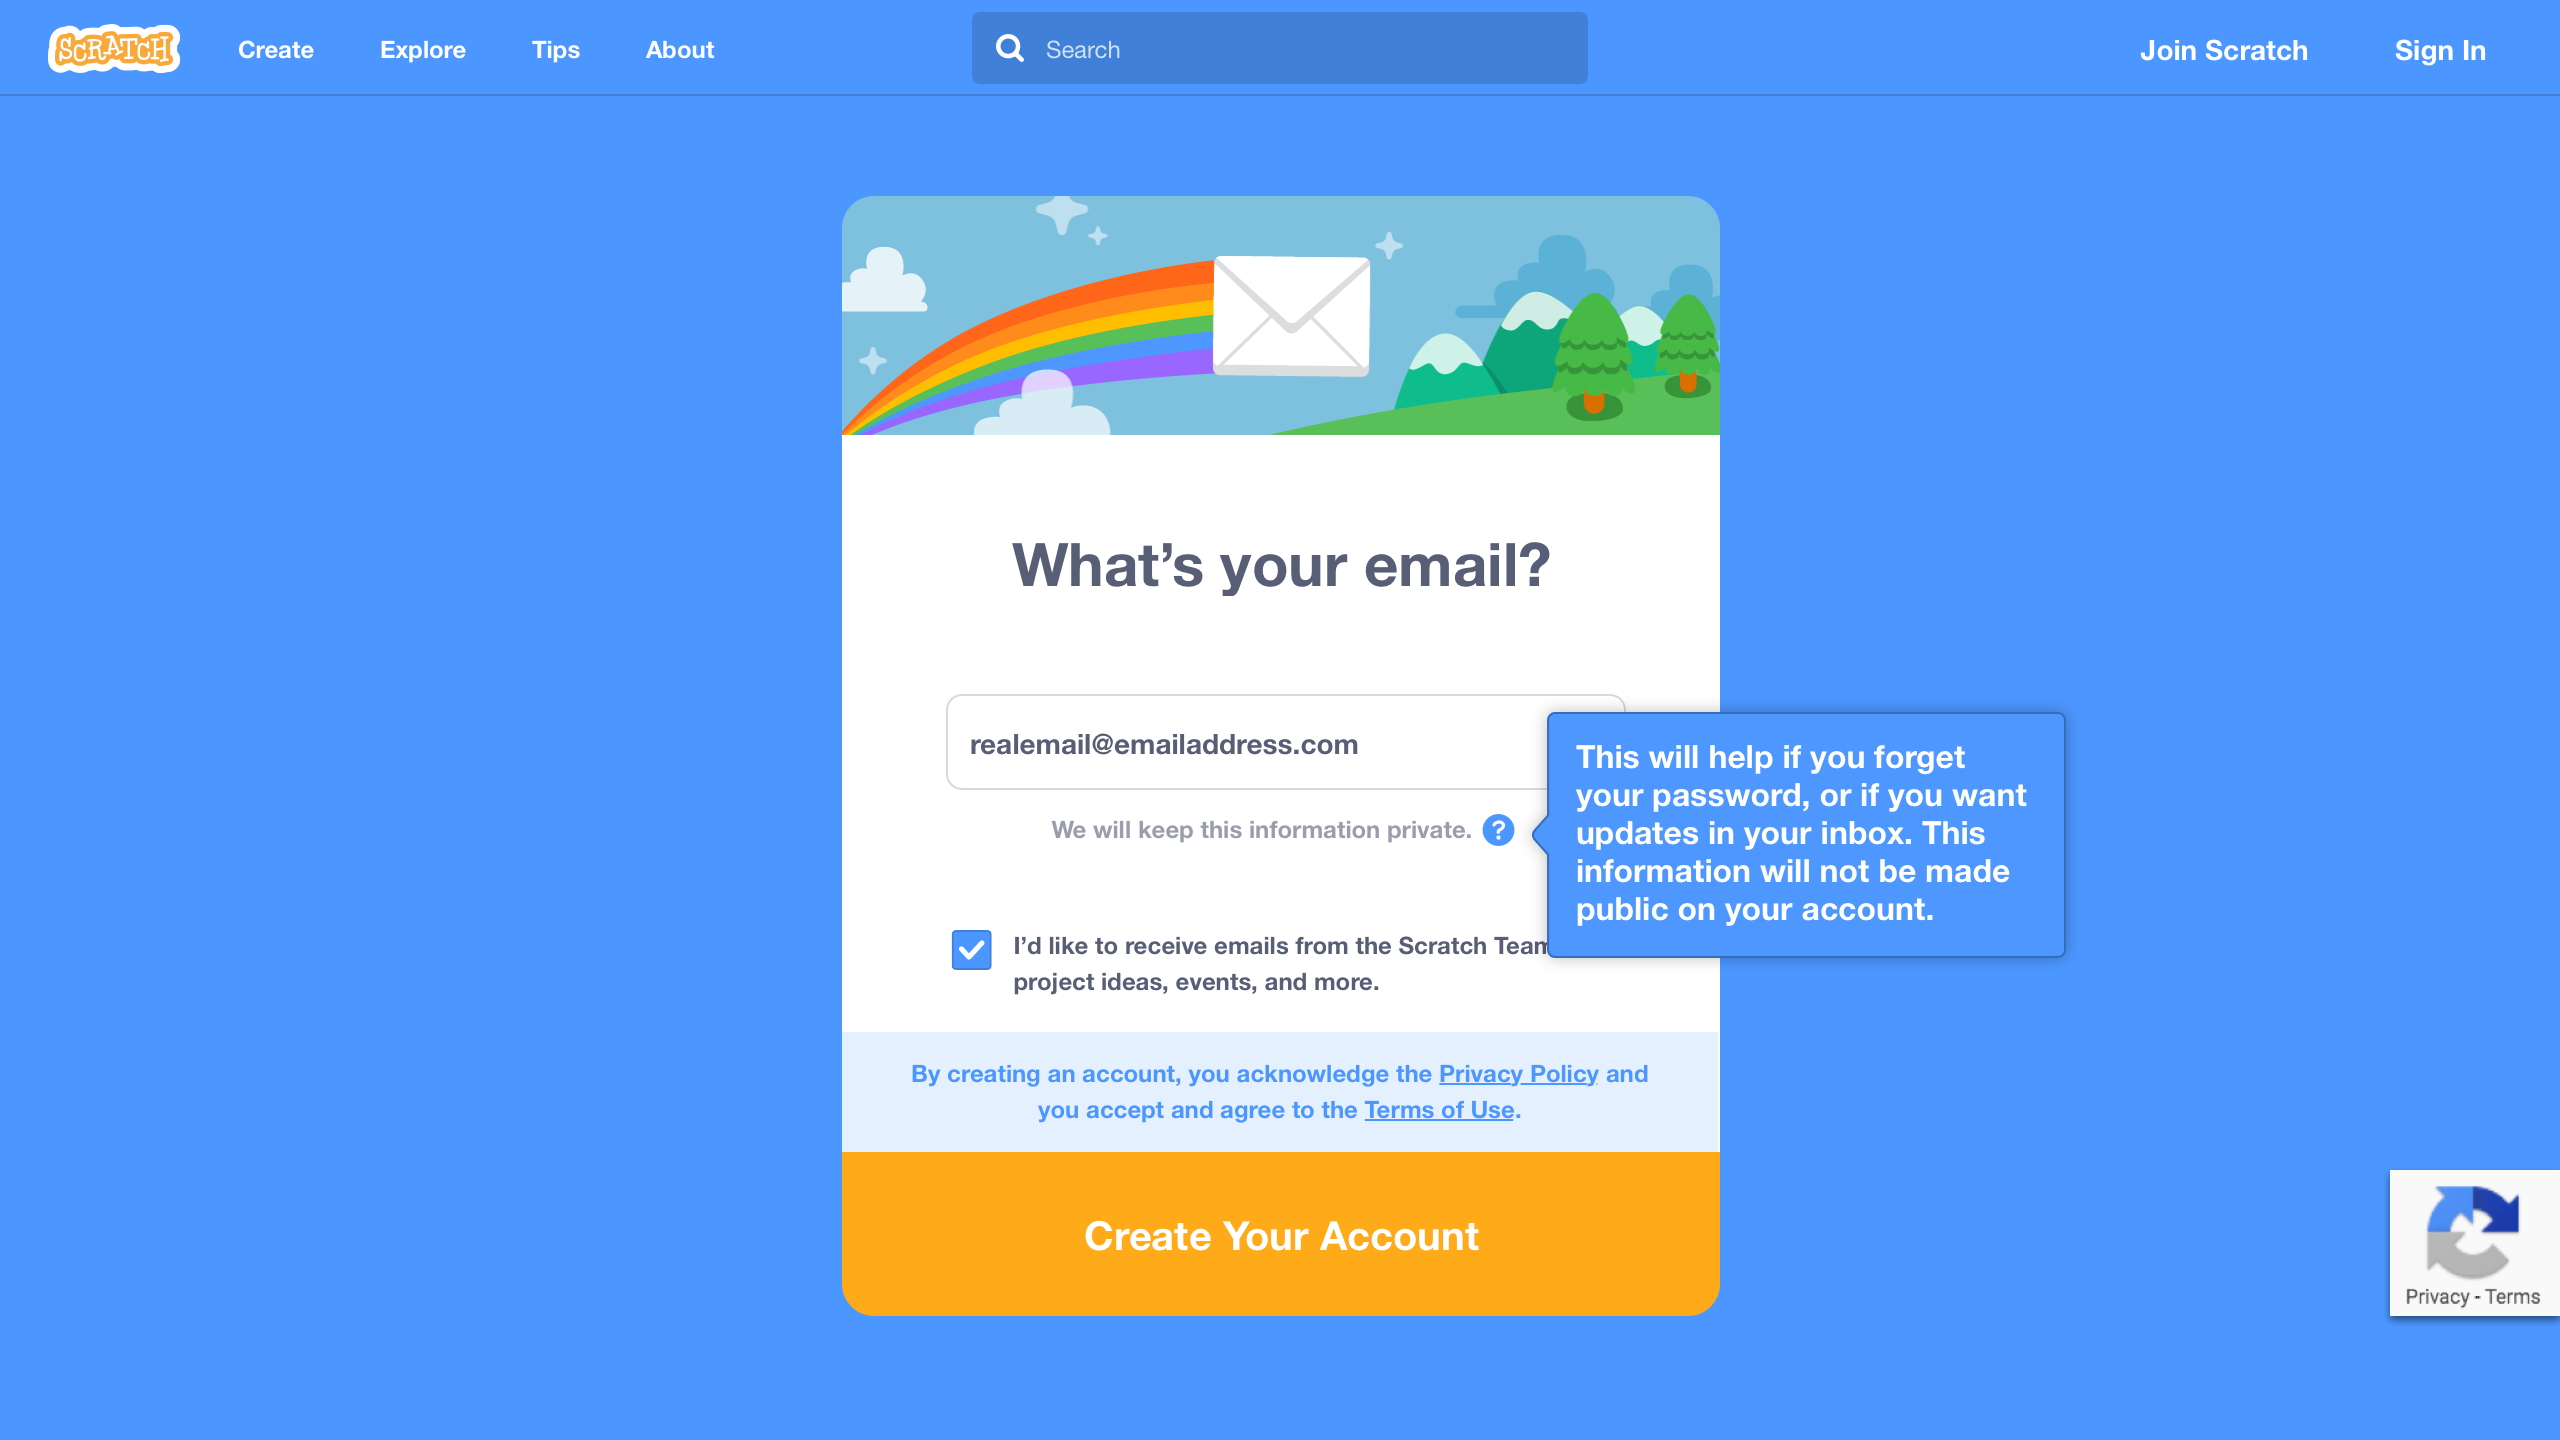 SCRATCH
Create
Explore
Tips
About
Search
Join Scratch
Sign In
What’s your email?
realemail@emailaddress.com
We will keep this information private. ?
This will help if you forget
your password, or if you want
updates in your inbox. This
information will not be made
public on your account.
I’d like to receive emails from the Scratch Team
project ideas, events, and more.
By creating an account, you acknowledge the Privacy Policy and
you accept and agree to the Terms of Use.
Create Your Account
Privacy - Terms